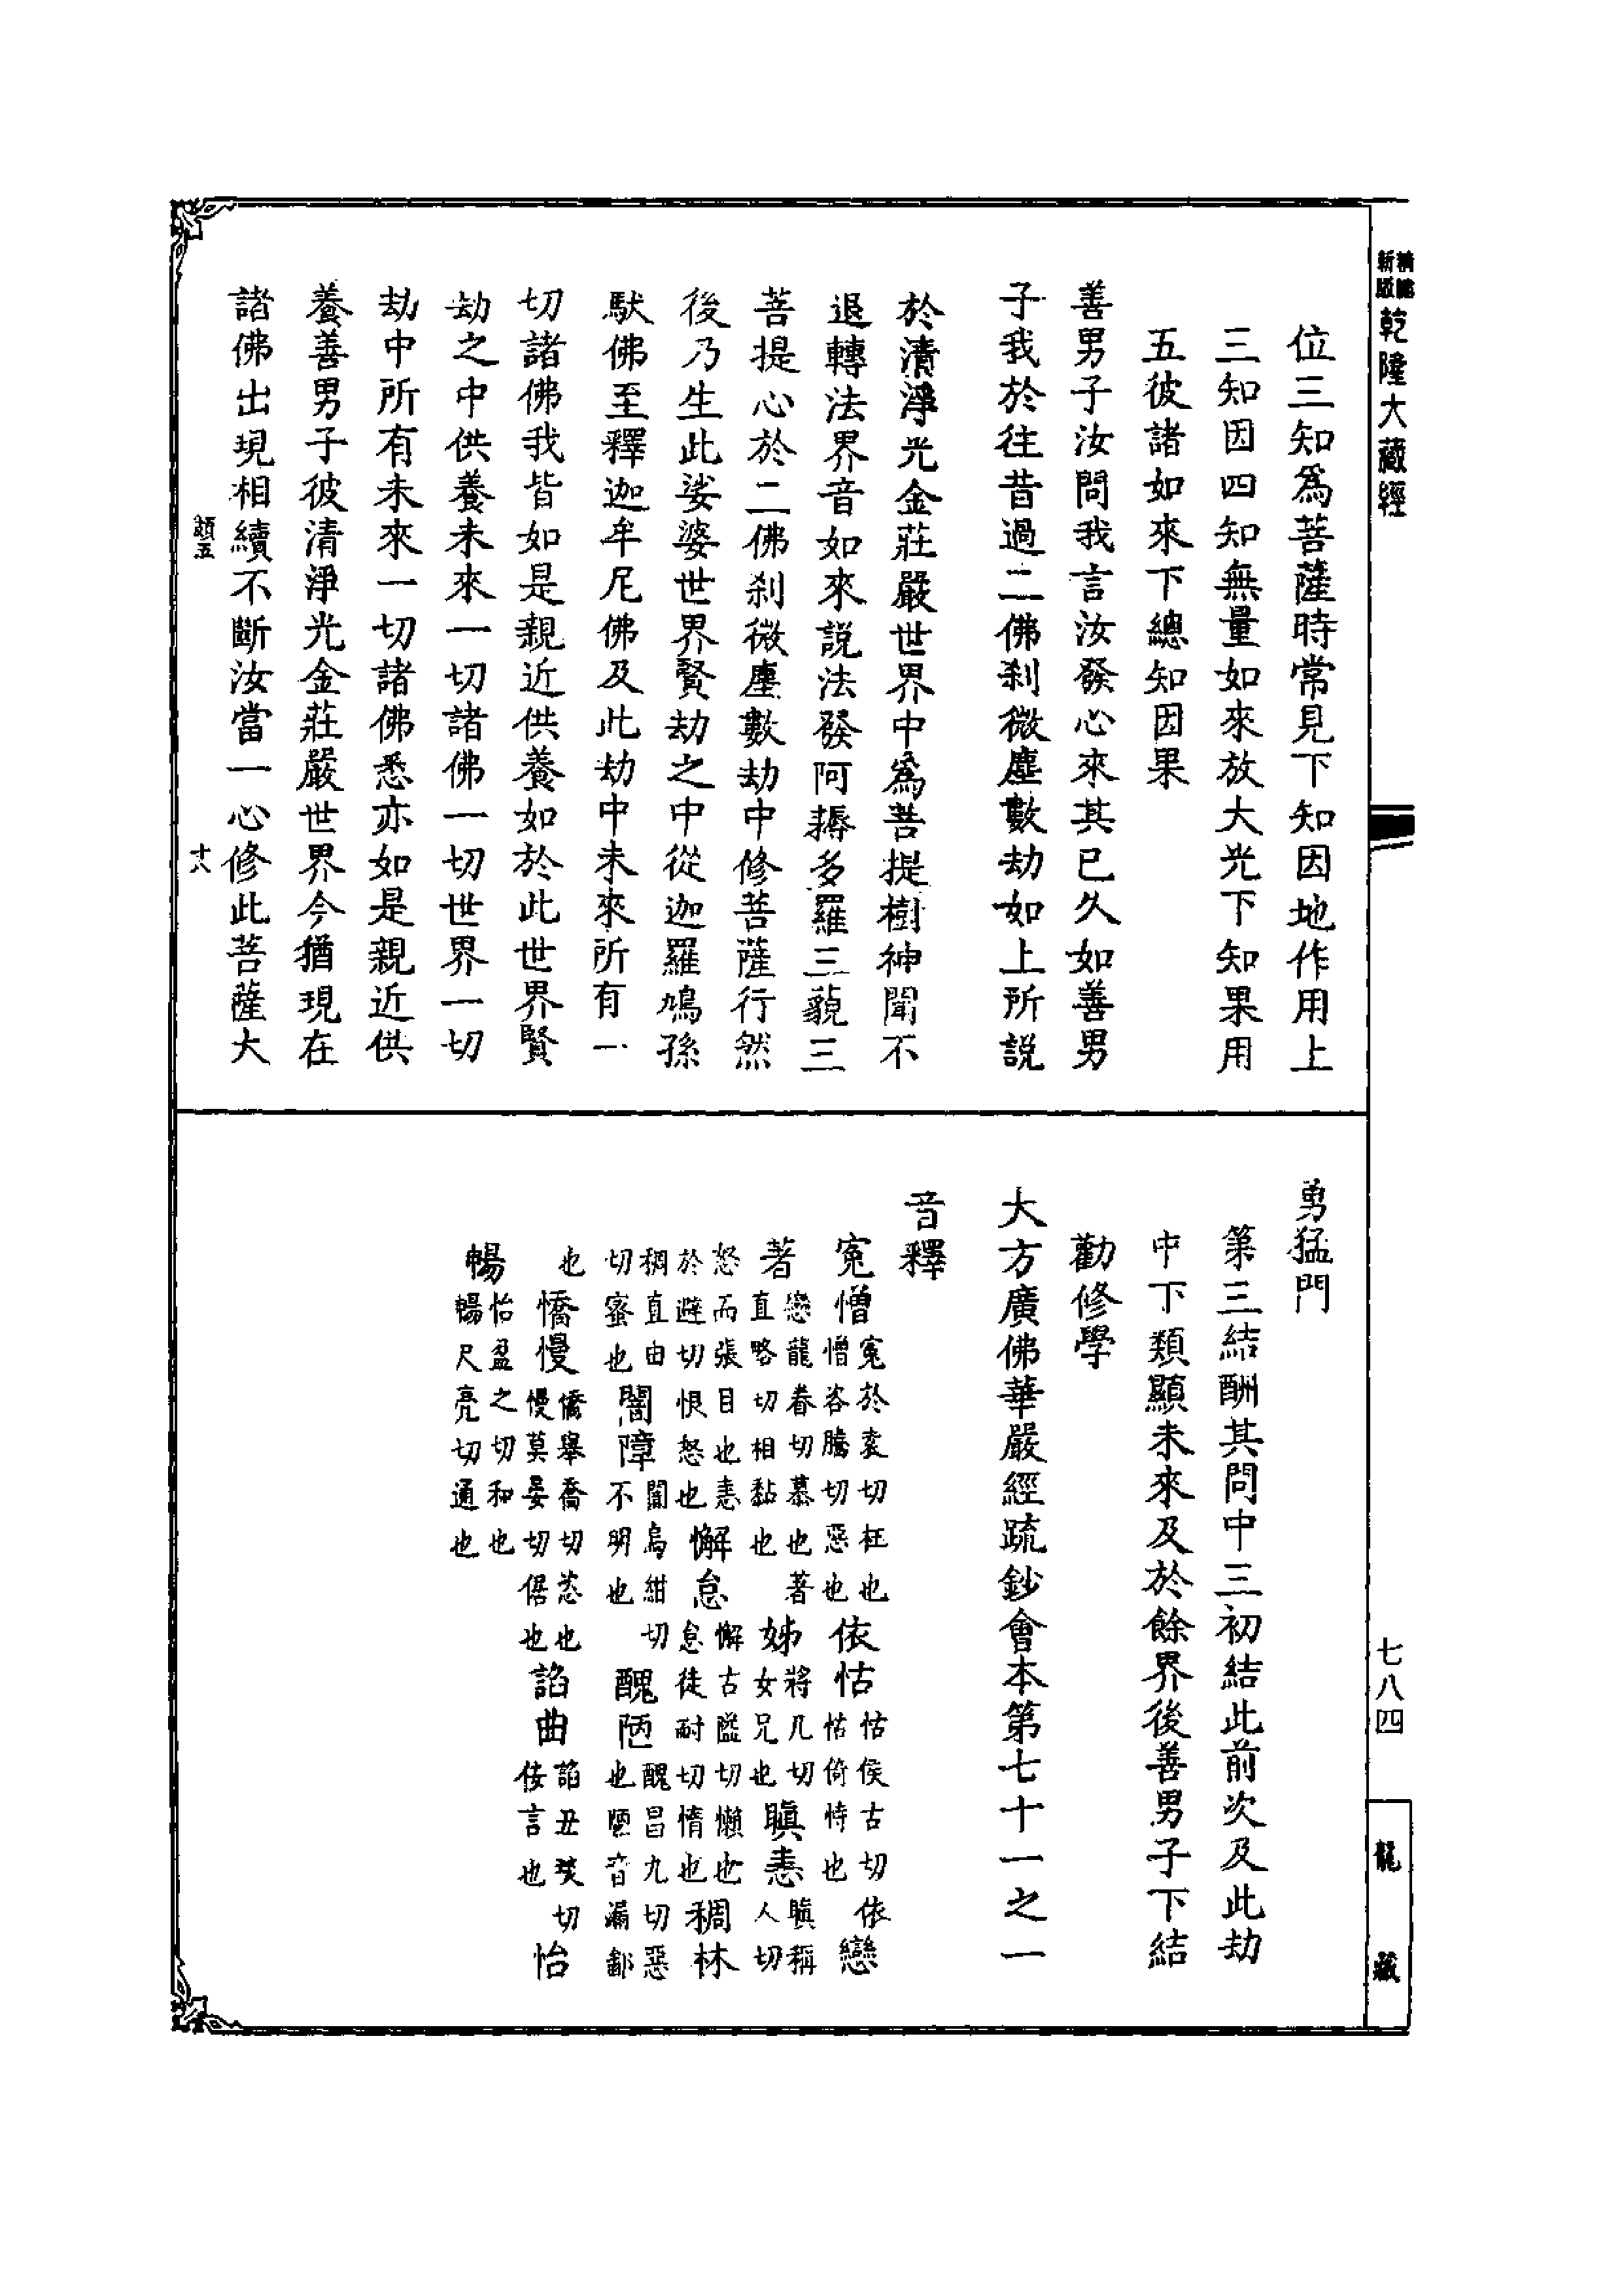 精縮新版乾隆大藏經
位三知為菩薩時常見下知因地作用上
三知因四知無量如來放大光下知果用
五彼諸如來下總知因果
善男子汝問我言汝發心來其已久如善男
子我於往昔過二佛剎微塵數劫如上所說
於清淨光金莊嚴世界中為菩提樹神聞不
退轉法界音如來說法發阿耨多羅三藐三
菩提心於二佛剎微塵數劫中修菩薩行然
後乃生此娑婆世界賢劫之中從迦羅鳩孫
馱佛至釋迦牟尼佛及此劫中未來所有一
切諸佛我皆如是親近供養如於此世界賢
劫之中供養未來一切諸佛一切世界一切
劫中所有未來一切諸佛悉亦如是親近供
養善男子彼清淨光金莊嚴世界今猶現在
諸佛出現相續不斷汝當一心修此菩薩大
五 十八
勇猛門
第三結酬其問中三初結此前次及此劫
中下類顯未來及於餘界後善男子下結
勸修學
大方廣佛華嚴經疏鈔會本第七十一之一
音釋
冤憎冤於袁切枉也憎咨騰切惡也依怙怙侯古切依怙倚恃也戀
著戀龍眷切慕也著直略切相黏也姊將几切女兄也瞋恚瞋稱人切
怒而張目也恚於避切恨怒也懈怠懈古隘切懶也怠徒耐切惰也稠林
稠直由切蜜也闇障闇烏紺切不明也醜陋醜昌九切惡也陋音漏鄙
也憍慢憍舉喬切恣也慢莫晏切倨也諂曲諂丑琰切佞言也怡
暢怡盈之切和也暢尺亮切通也
七八四
龍藏